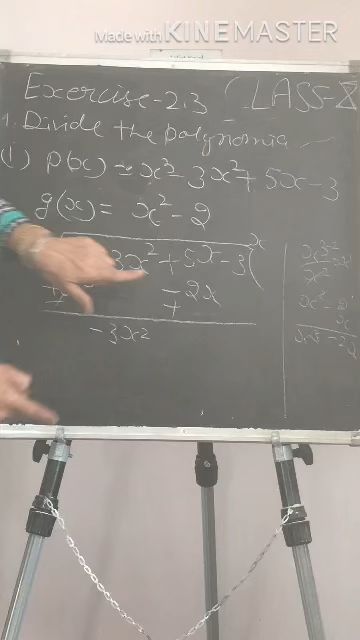 Made with KINEMASTER
Exercise-2.3 CLASS-X
1. Divide the polynomia
(i) p(x) = x³ - 3x² + 5x - 3
g(x) = x² - 2
3x² + 5x - 3 ( x
- 2x
+
- 3x²